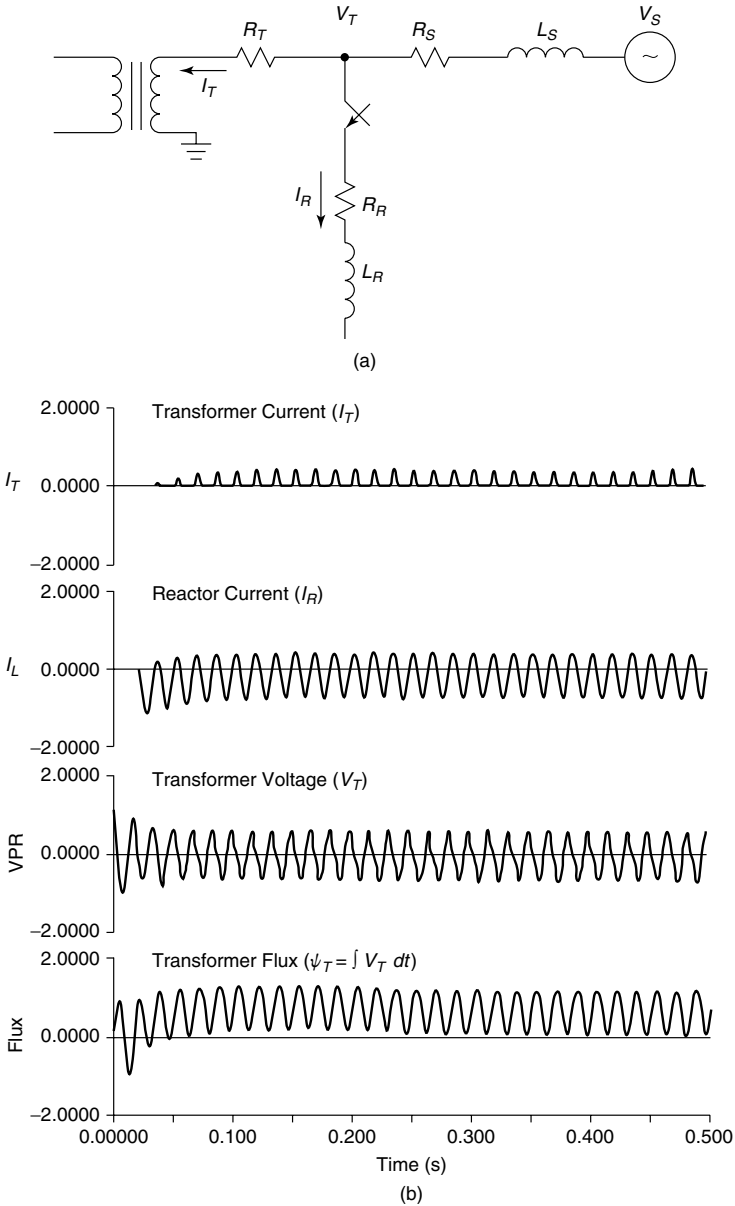 V_T
R_T
R_S
L_S
V_S
~
I_T
I_R
R_R
L_R
(a)
2.0000
Transformer Current (I_T)
I_T
0.0000
–2.0000
2.0000
Reactor Current (I_R)
I_L
0.0000
–2.0000
2.0000
Transformer Voltage (V_T)
VPR
0.0000
–2.0000
2.0000
Transformer Flux (ψ_T = ∫ V_T dt)
Flux
0.0000
–2.0000
0.00000 0.100 0.200 0.300 0.400 0.500
Time (s)
(b)